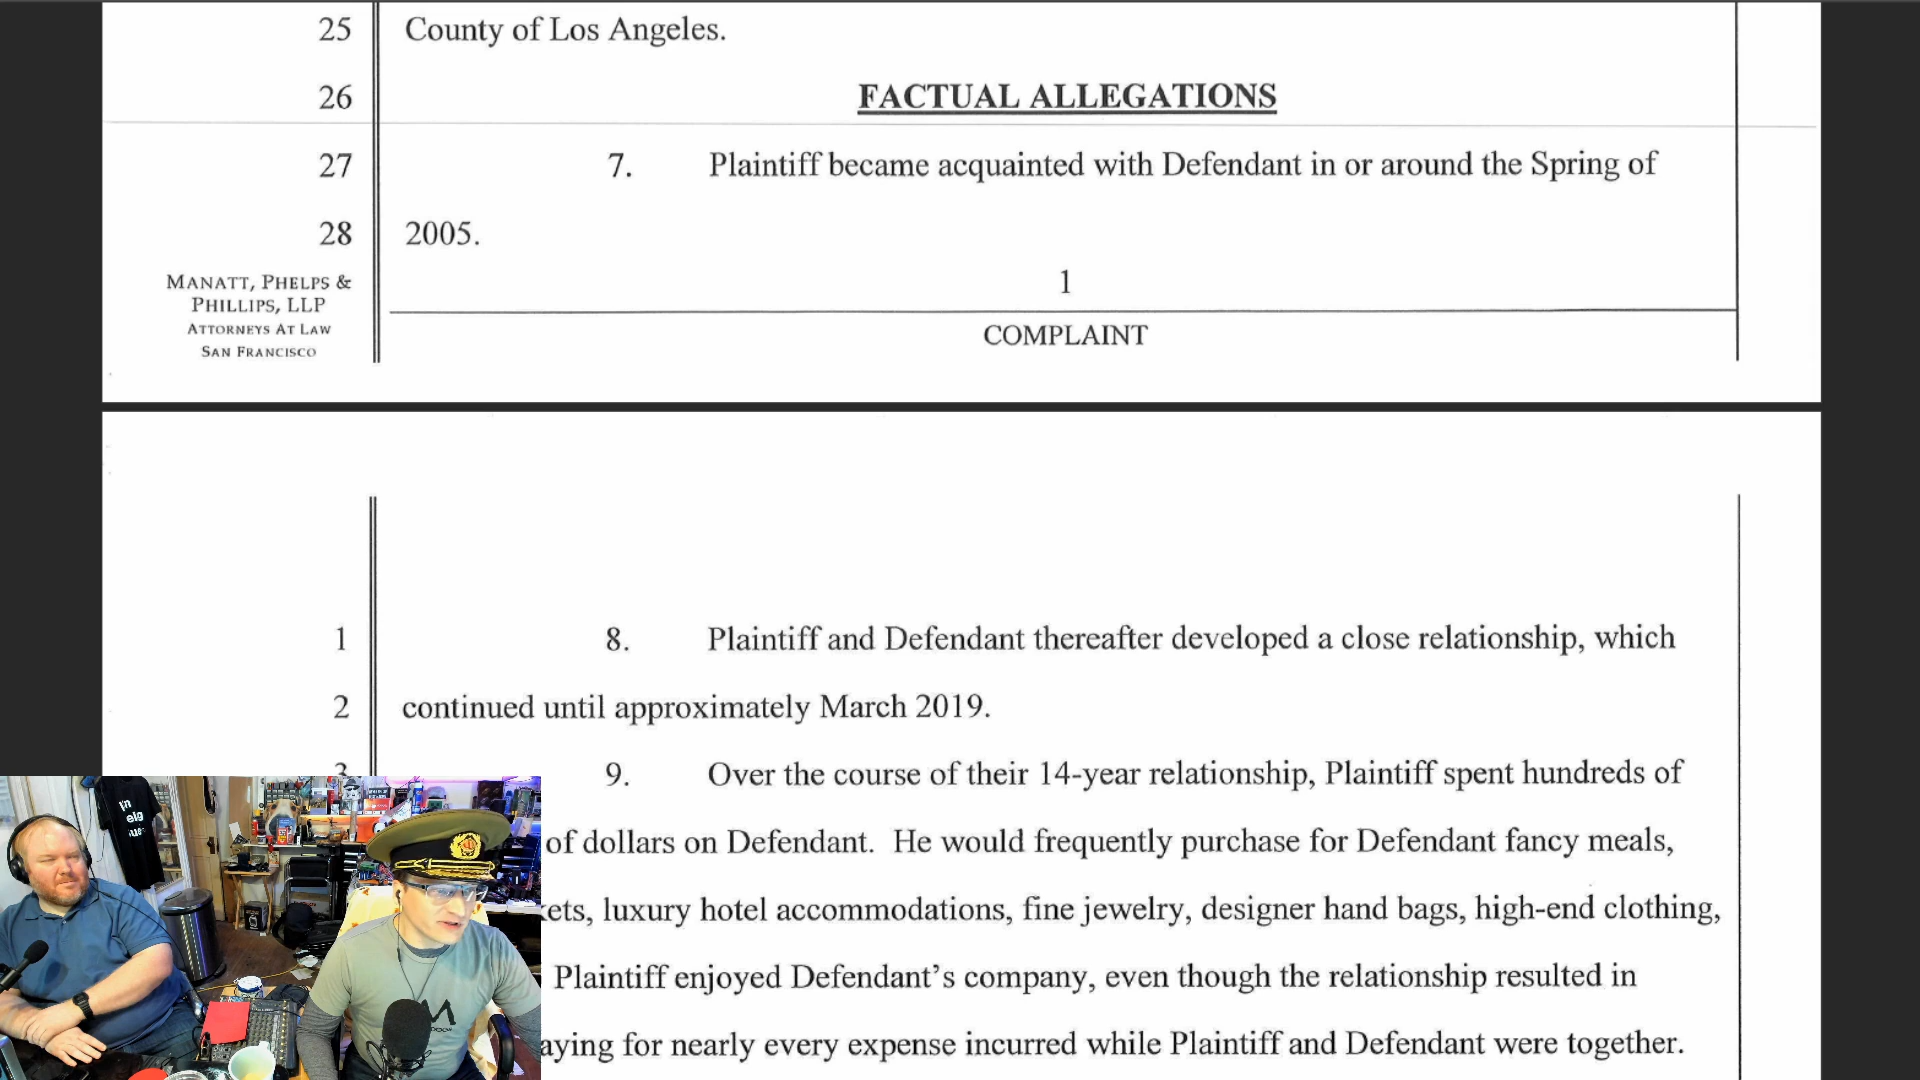 25 County of Los Angeles.
26 FACTUAL ALLEGATIONS
27 7. Plaintiff became acquainted with Defendant in or around the Spring of
28 2005.
MANATT, PHELPS &
PHILLIPS, LLP
ATTORNEYS AT LAW
SAN FRANCISCO
1
COMPLAINT
1 8. Plaintiff and Defendant thereafter developed a close relationship, which
2 continued until approximately March 2019.
3 9. Over the course of their 14-year relationship, Plaintiff spent hundreds of
of dollars on Defendant. He would frequently purchase for Defendant fancy meals,
ets, luxury hotel accommodations, fine jewelry, designer hand bags, high-end clothing,
Plaintiff enjoyed Defendant's company, even though the relationship resulted in
aying for nearly every expense incurred while Plaintiff and Defendant were together.